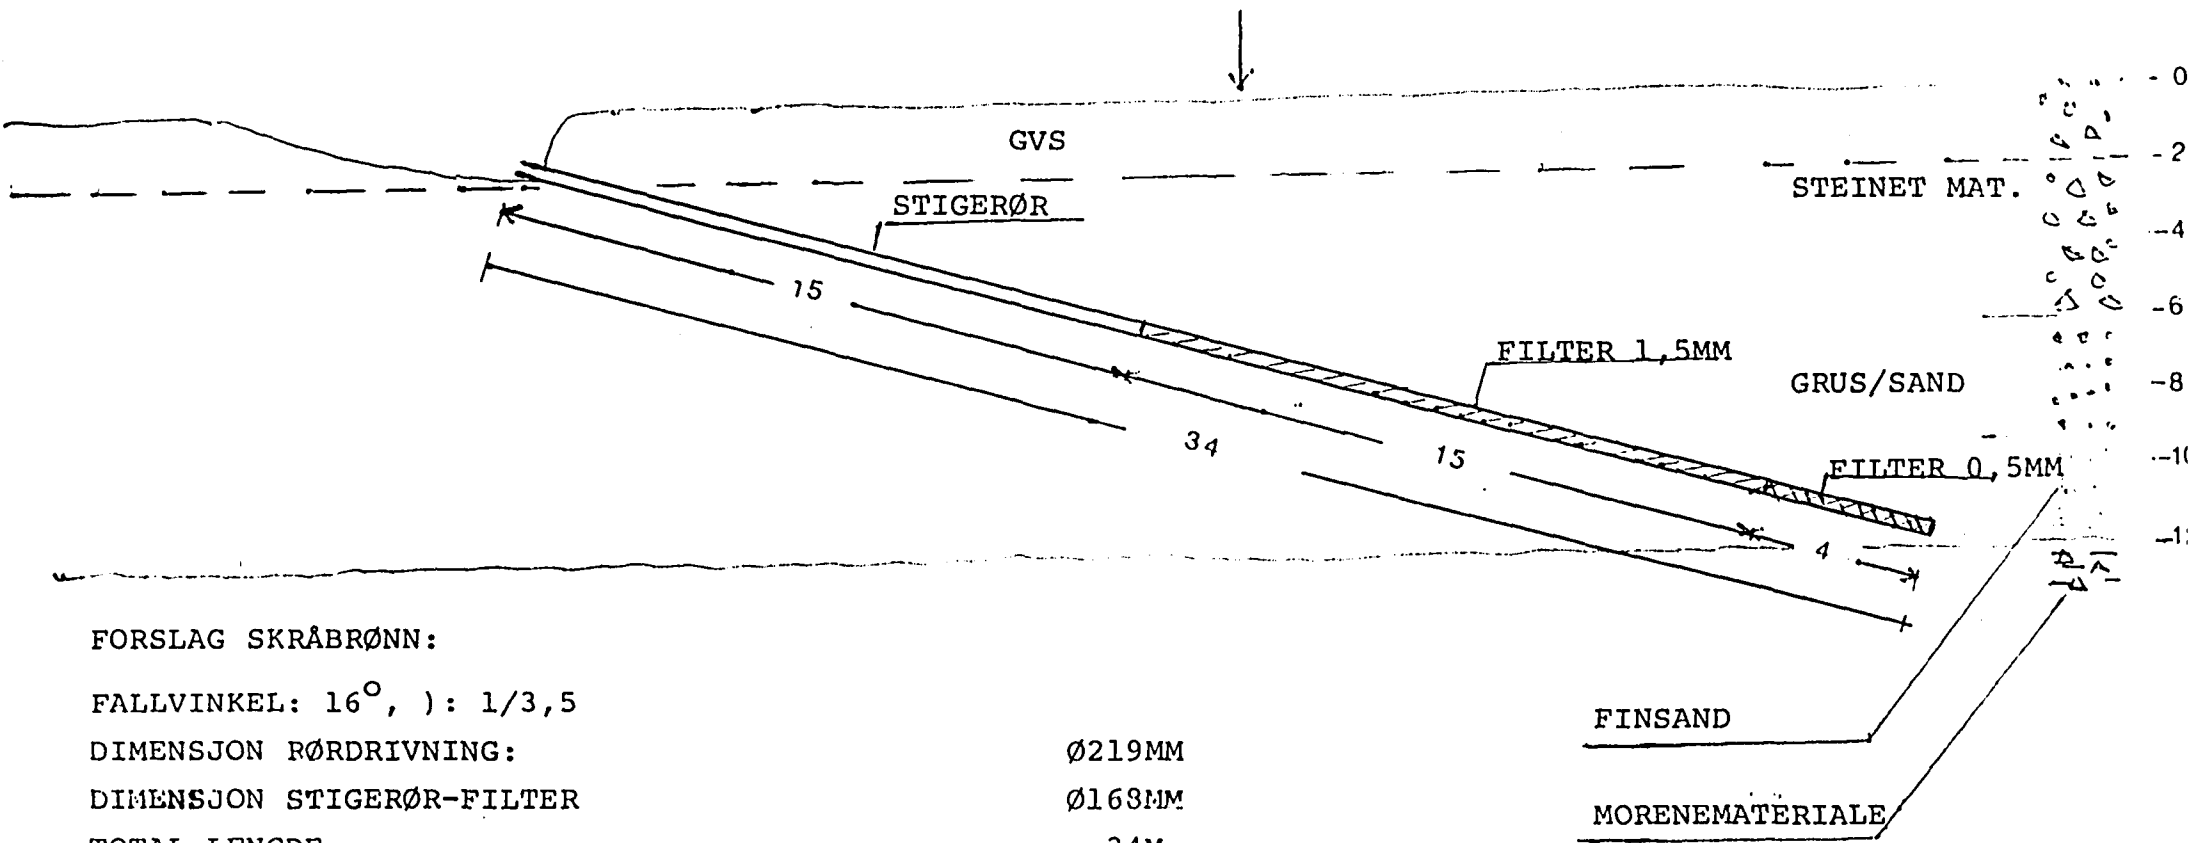 - 0
GVS
- 2
STEINET MAT.
STIGERØR
-4
15
-6
FILTER 1,5MM
GRUS/SAND
-8
34
15
FILTER 0,5MM
-10
4
FORSLAG SKRÅBRØNN:
FALLVINKEL: 16°, ): 1/3,5
FINSAND
DIMENSJON RØRDRIVNING: Ø219MM
DIMENSJON STIGERØR-FILTER Ø168MM
MORENEMATERIALE